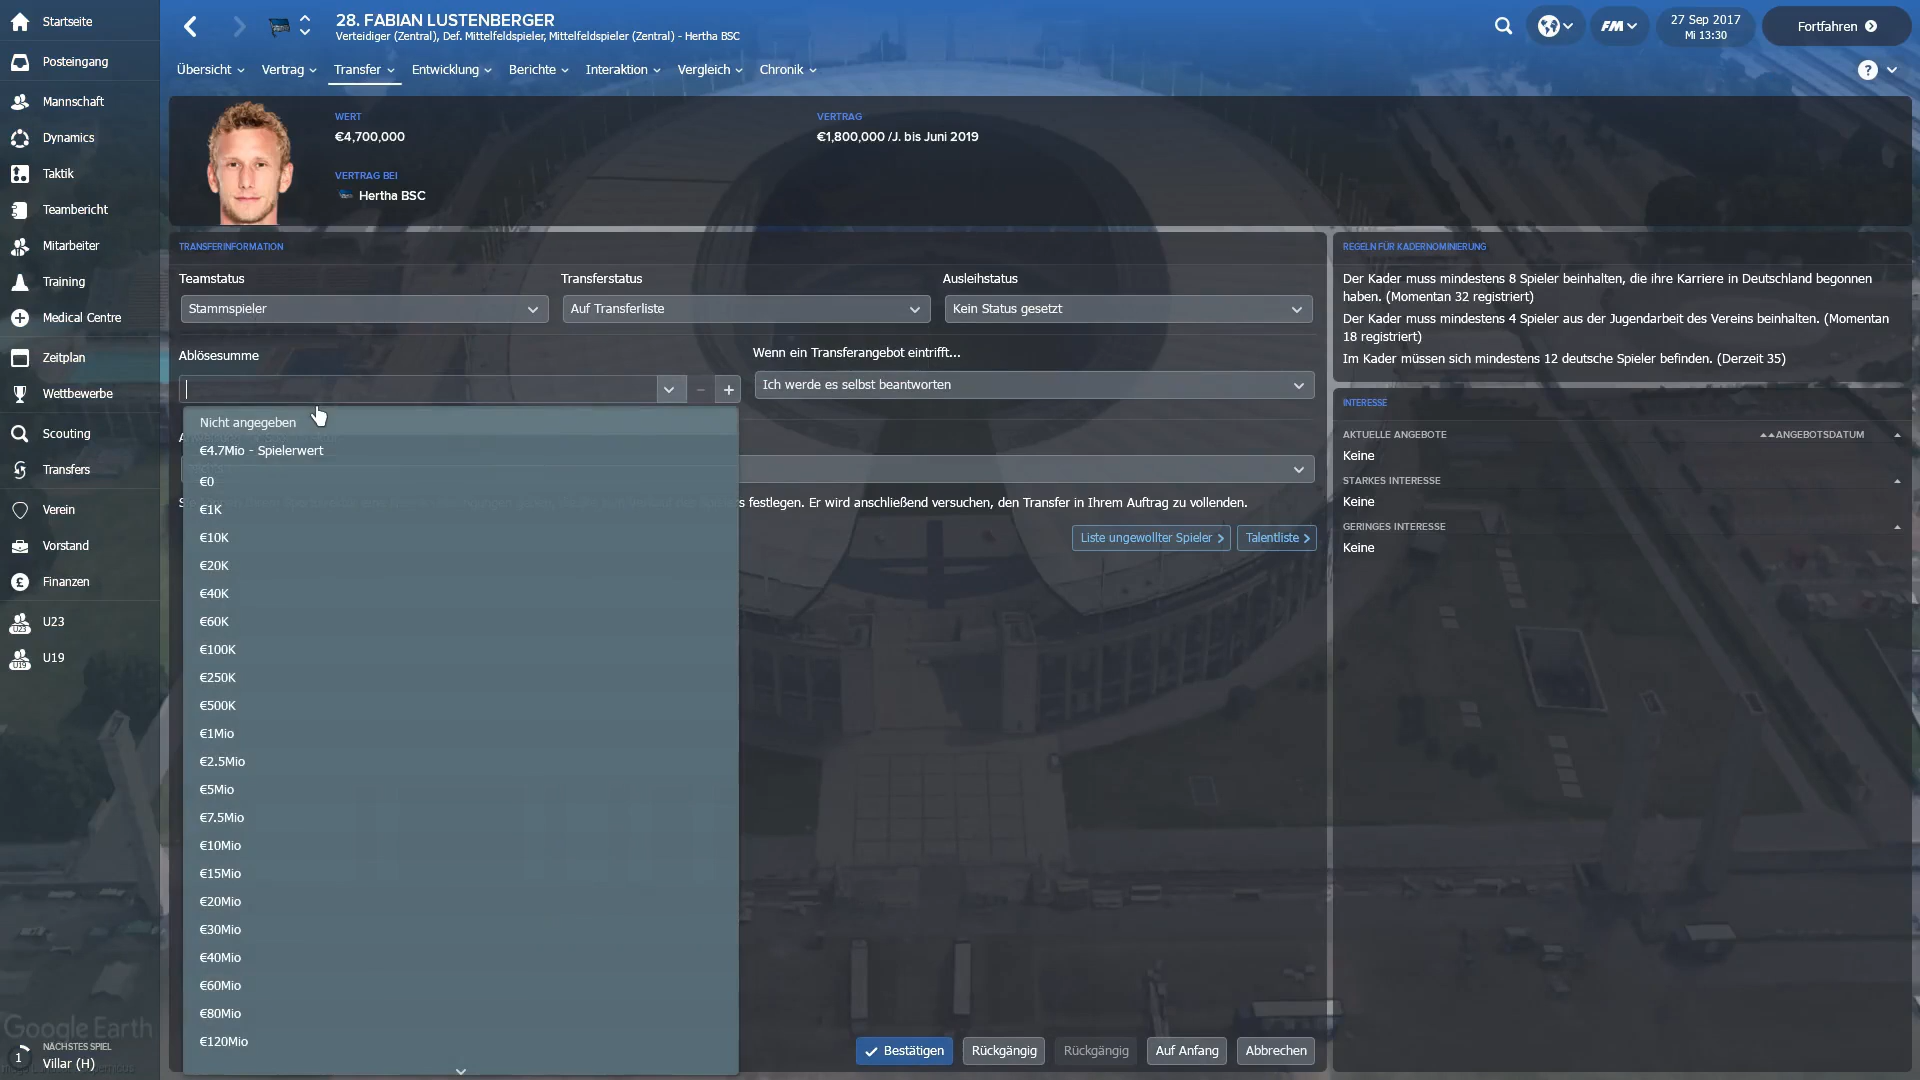 Startseite
Posteingang
Mannschaft
Dynamics
Taktik
Teambericht
Mitarbeiter
Training
Medical Centre
Zeitplan
Wettbewerbe
Scouting
Transfers
Verein
Vorstand
Finanzen
U23
U23
U19
U19
Google Earth
NÄCHSTES SPIEL
1
Villar (H)
28. FABIAN LUSTENBERGER
Verteidiger (Zentral), Def. Mittelfeldspieler, Mittelfeldspieler (Zentral) - Hertha BSC
FM
27 Sep 2017
Mi 13:30
Fortfahren
Übersicht
Vertrag
Transfer
Entwicklung
Berichte
Interaktion
Vergleich
Chronik
?
WERT
€4,700,000
VERTRAG BEI
Hertha BSC
VERTRAG
€1,800,000 /J. bis Juni 2019
TRANSFERINFORMATION
Teamstatus
Stammspieler
Transferstatus
Auf Transferliste
Ausleihstatus
Kein Status gesetzt
Ablösesumme
Wenn ein Transferangebot eintrifft...
Ich werde es selbst beantworten
Nicht angegeben
€4.7Mio - Spielerwert
€0
€1K
€10K
€20K
€40K
€60K
€100K
€250K
€500K
€1Mio
€2.5Mio
€5Mio
€7.5Mio
€10Mio
€15Mio
€20Mio
€30Mio
€40Mio
€60Mio
€80Mio
€120Mio
s festlegen. Er wird anschließend versuchen, den Transfer in Ihrem Auftrag zu vollenden.
Liste ungewollter Spieler
Talentliste
Bestätigen
Rückgängig
Rückgängig
Auf Anfang
Abbrechen
REGELN FÜR KADERNOMINIERUNG
Der Kader muss mindestens 8 Spieler beinhalten, die ihre Karriere in Deutschland begonnen
haben. (Momentan 32 registriert)
Der Kader muss mindestens 4 Spieler aus der Jugendarbeit des Vereins beinhalten. (Momentan
18 registriert)
Im Kader müssen sich mindestens 12 deutsche Spieler befinden. (Derzeit 35)
INTERESSE
AKTUELLE ANGEBOTE
ANGEBOTSDATUM
Keine
STARKES INTERESSE
Keine
GERINGES INTERESSE
Keine